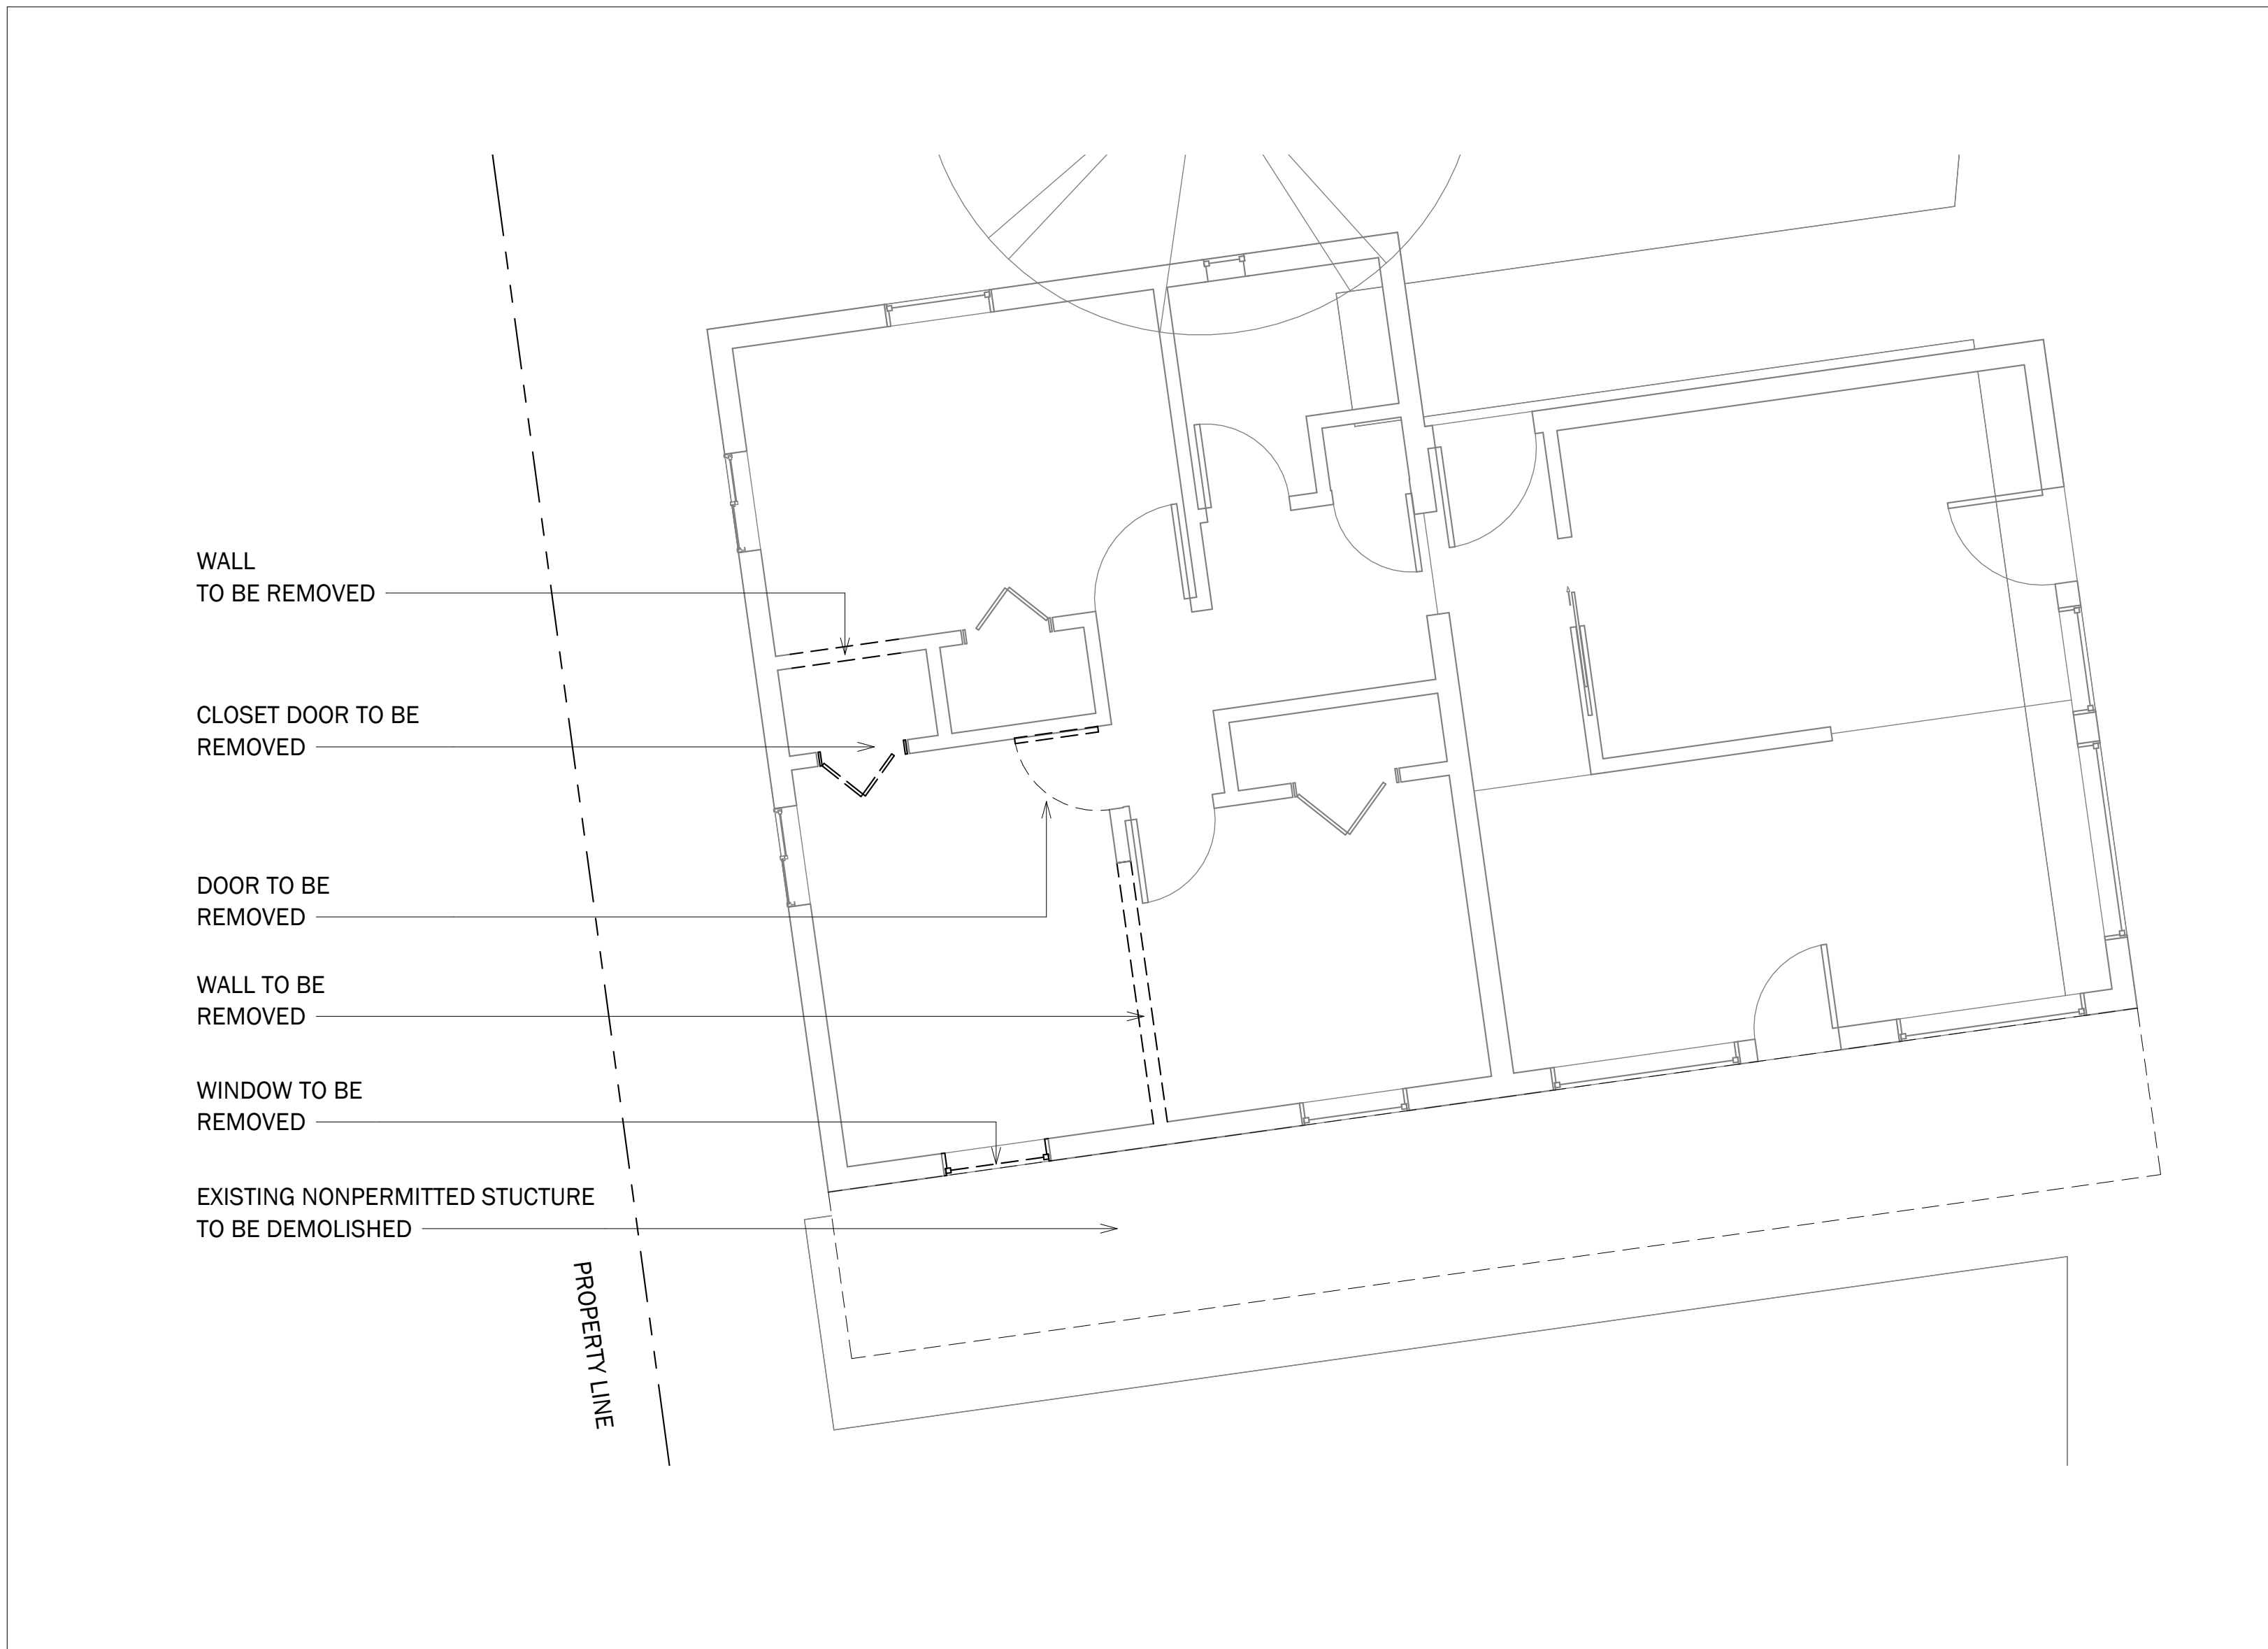 WALL
TO BE REMOVED
CLOSET DOOR TO BE
REMOVED
DOOR TO BE
REMOVED
WALL TO BE
REMOVED
WINDOW TO BE
REMOVED
EXISTING NONPERMITTED STUCTURE
TO BE DEMOLISHED
PROPERTY LINE